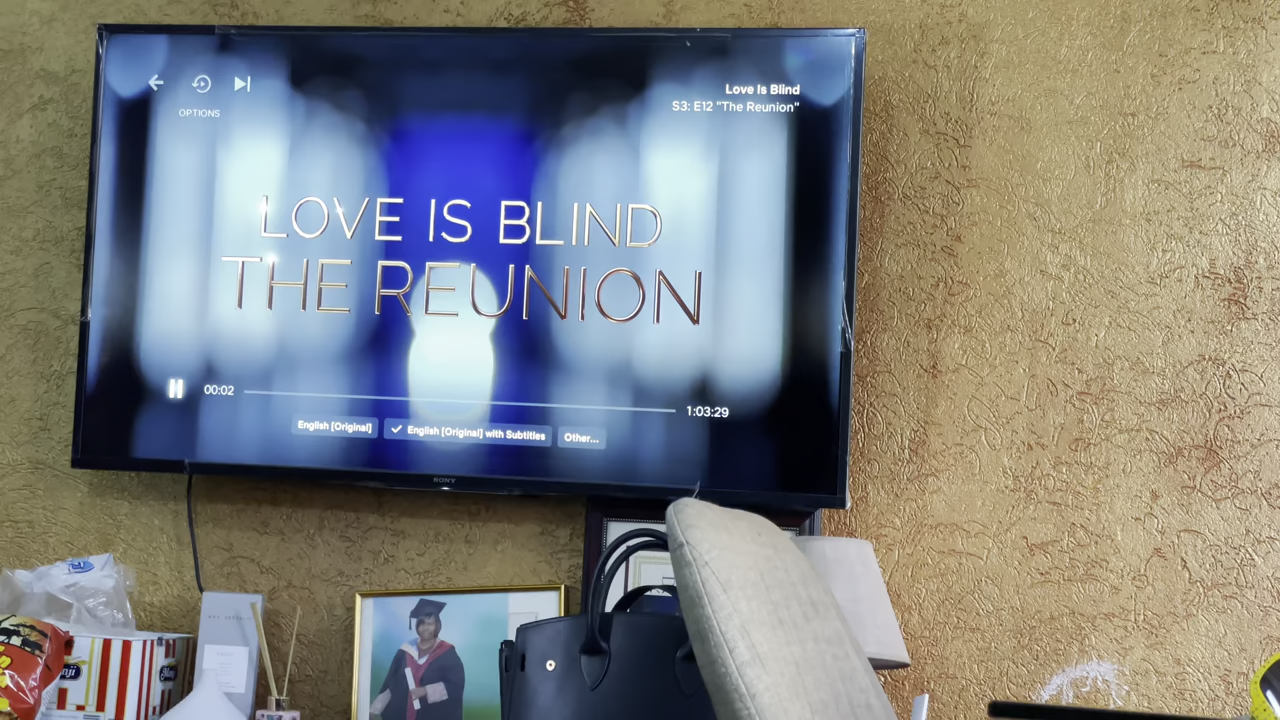 OPTIONS
Love Is Blind
S3: E12 "The Reunion"
LOVE IS BLIND
THE REUNION
00:02
1:03:29
English [Original]
English [Original] with Subtitles
Other...
SONY